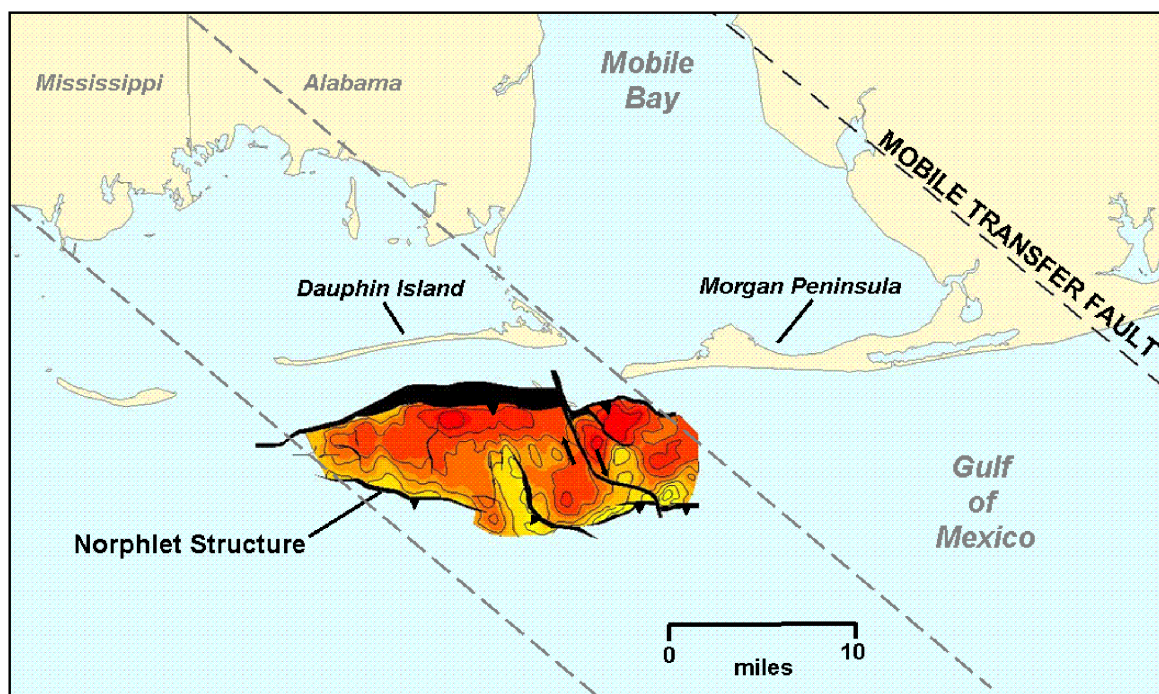 Mississippi
Alabama
Mobile
Bay
MOBILE TRANSFER FAULT
Dauphin Island
Morgan Peninsula
Gulf
of
Mexico
Norphlet Structure
0
10
miles